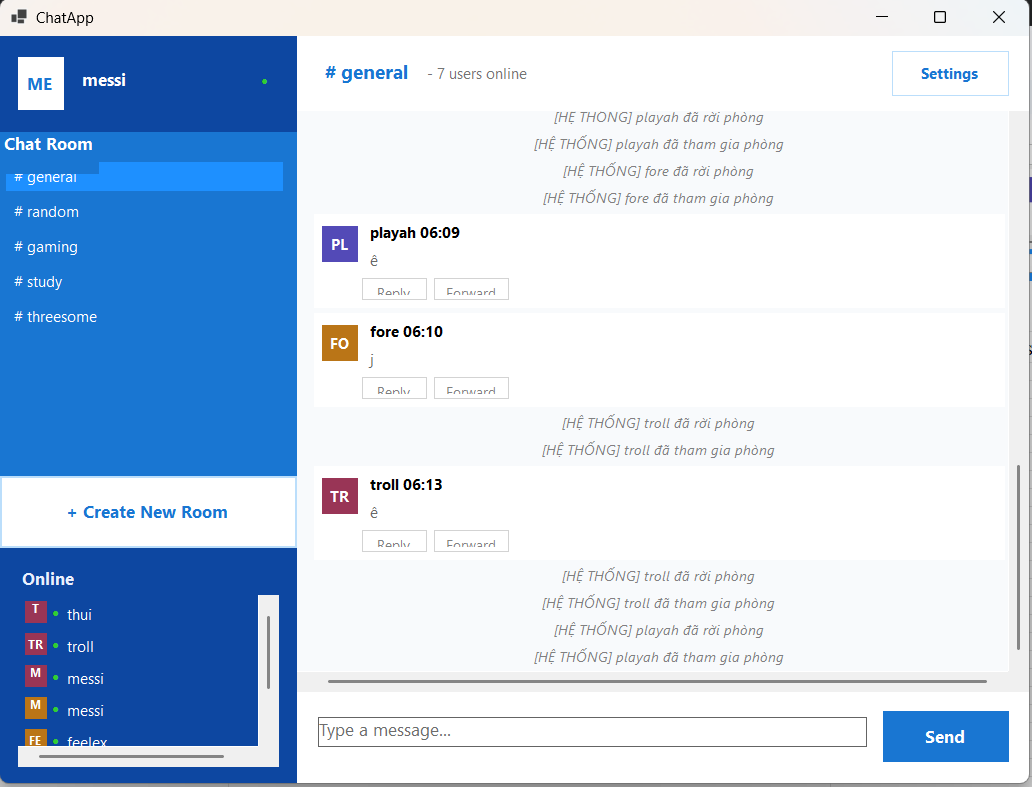 ChatApp
ME
messi
Chat Room
# general
# random
# gaming
# study
# threesome
+ Create New Room
Online
T thui
TR troll
M messi
M messi
FE feelex
# general - 7 users online
Settings
[HỆ THỐNG] playah đã rời phòng
[HỆ THỐNG] playah đã tham gia phòng
[HỆ THỐNG] fore đã rời phòng
[HỆ THỐNG] fore đã tham gia phòng
PL
playah 06:09
ê
Reply Forward
FO
fore 06:10
j
Reply Forward
[HỆ THỐNG] troll đã rời phòng
[HỆ THỐNG] troll đã tham gia phòng
TR
troll 06:13
ê
Reply Forward
[HỆ THỐNG] troll đã rời phòng
[HỆ THỐNG] troll đã tham gia phòng
[HỆ THỐNG] playah đã rời phòng
[HỆ THỐNG] playah đã tham gia phòng
Type a message...
Send